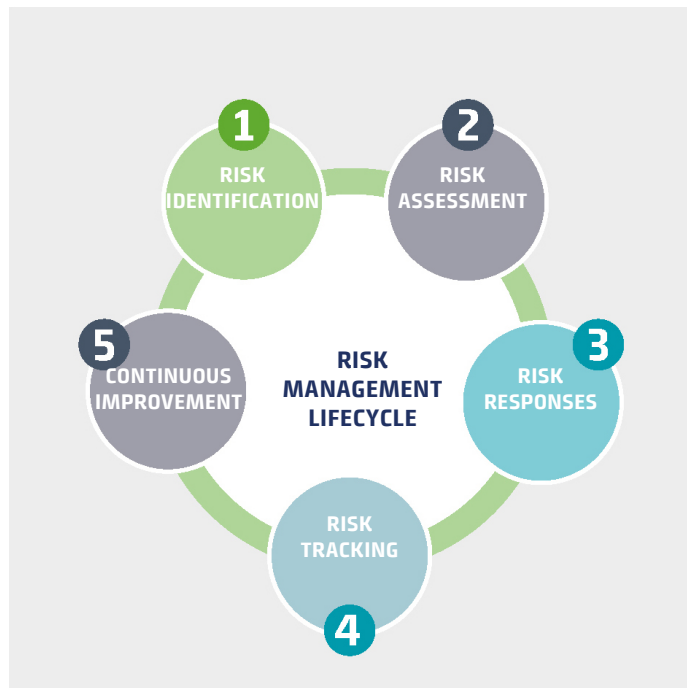 1
RISK
IDENTIFICATION
2
RISK
ASSESSMENT
3
RISK
RESPONSES
4
RISK
TRACKING
5
CONTINUOUS
IMPROVEMENT
RISK
MANAGEMENT
LIFECYCLE